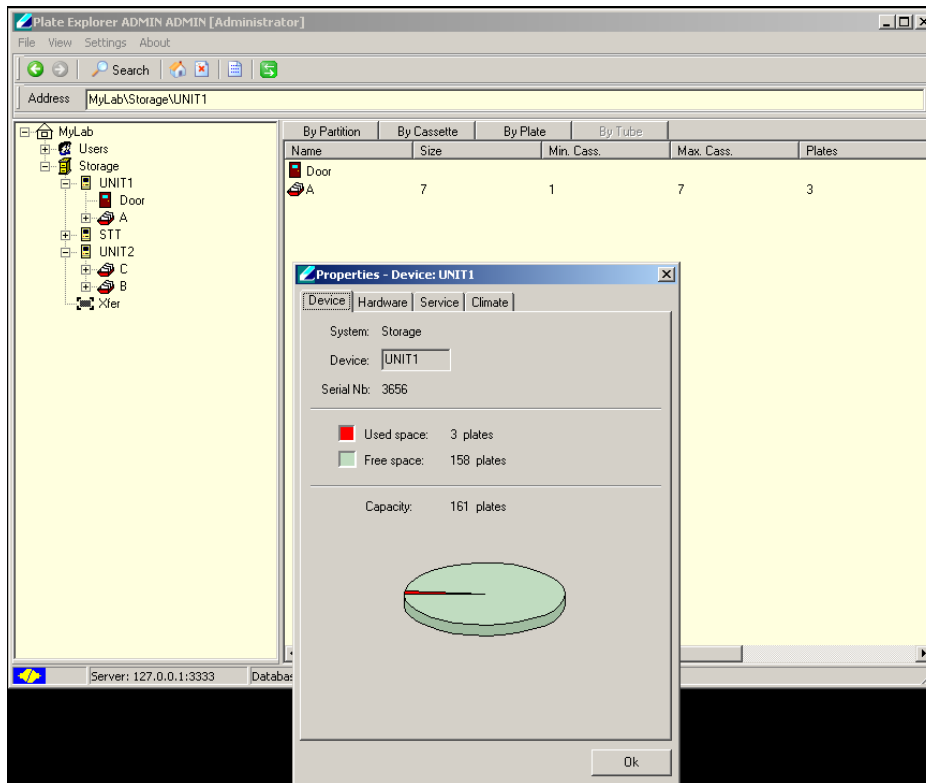 Plate Explorer ADMIN ADMIN [Administrator]
File View Settings About
Search
Address MyLab\Storage\UNIT1
MyLab
Users
Storage
UNIT1
Door
A
STT
UNIT2
C
B
Xfer
By Partition By Cassette By Plate By Tube
Name Size Min. Cass. Max. Cass. Plates
Door
A 7 1 7 3
Properties - Device: UNIT1
Device Hardware Service Climate
System: Storage
Device: UNIT1
Serial Nb: 3656
Used space: 3 plates
Free space: 158 plates
Capacity: 161 plates
Ok
Server: 127.0.0.1:3333 Databas